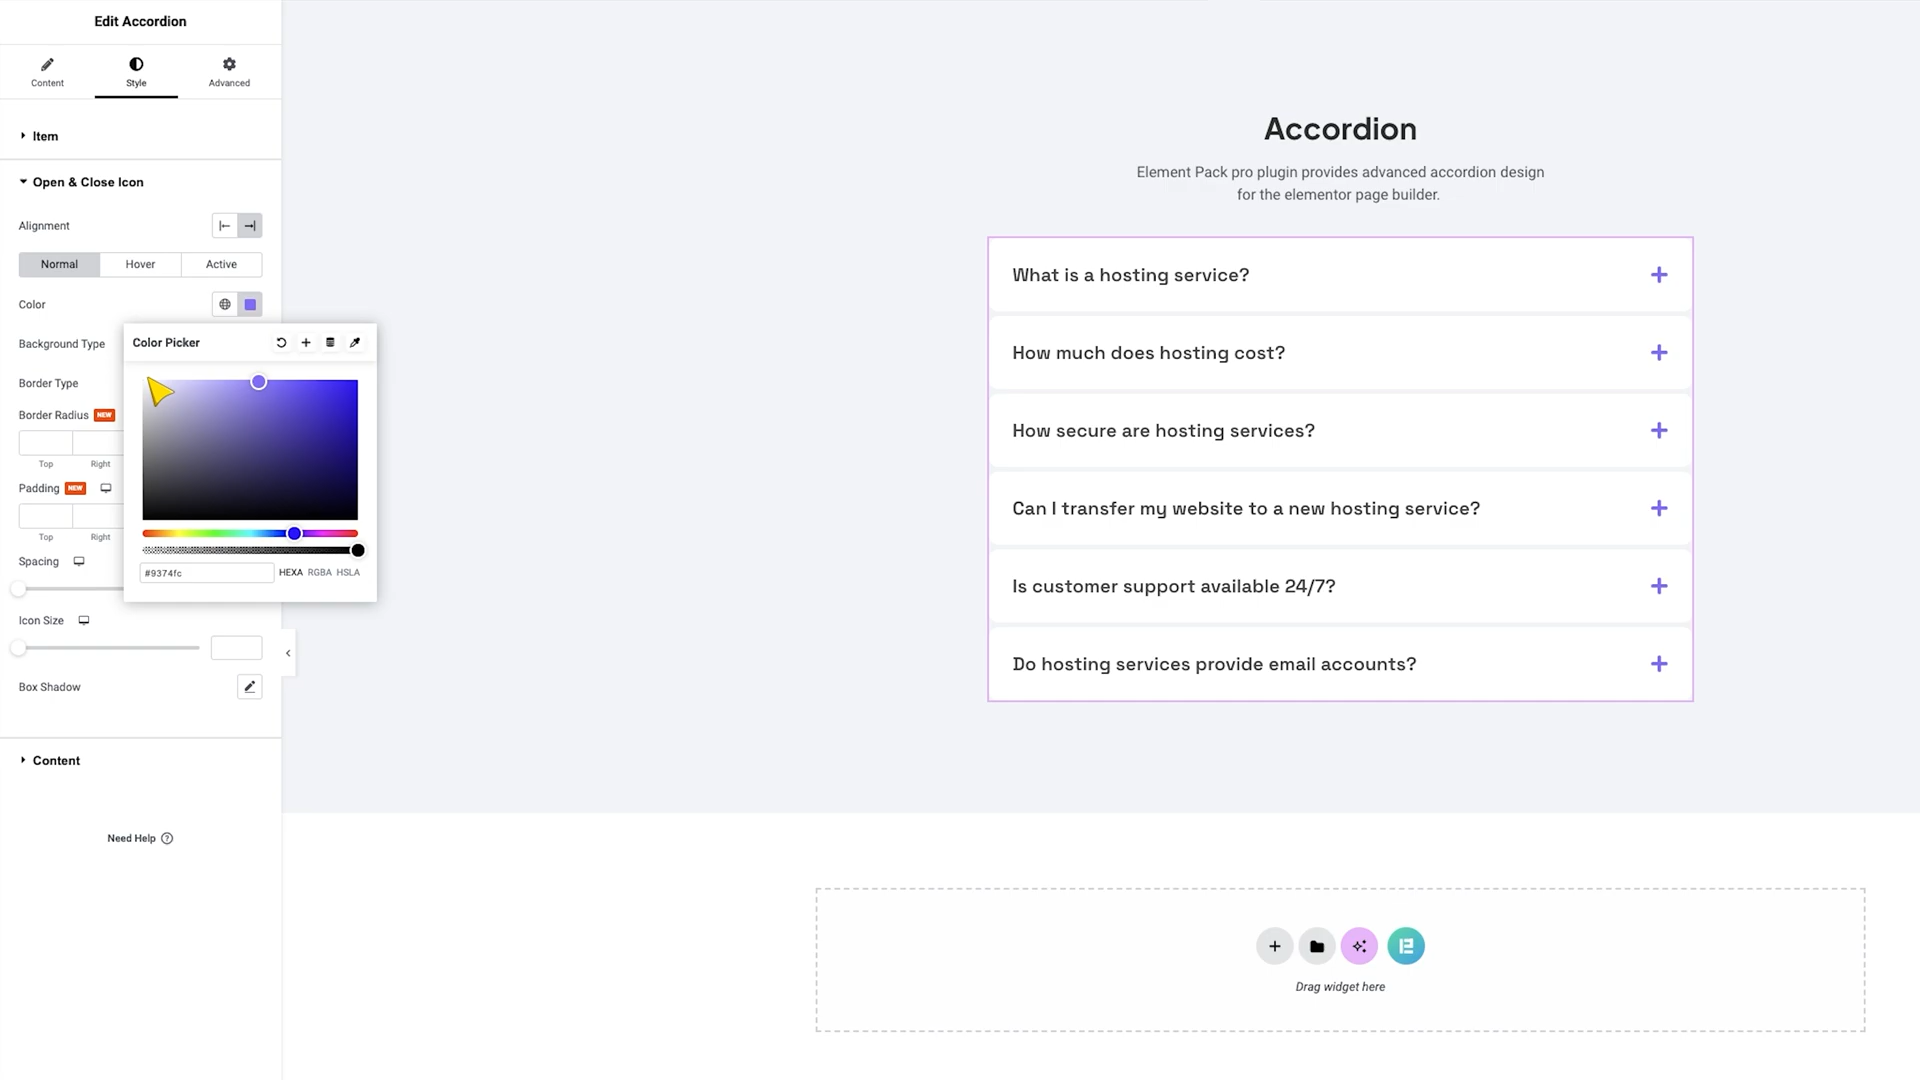 Edit Accordion
Content
Style
Advanced
Item
Open & Close Icon
Alignment
Normal
Hover
Active
Color
Background Type
Border Type
Border Radius NEW
Top
Right
Padding NEW
Top
Right
Spacing
Icon Size
Box Shadow
Content
Need Help
Color Picker
#9374fc
HEXA RGBA HSLA
Accordion
Element Pack pro plugin provides advanced accordion design
for the elementor page builder.
What is a hosting service?
How much does hosting cost?
How secure are hosting services?
Can I transfer my website to a new hosting service?
Is customer support available 24/7?
Do hosting services provide email accounts?
Drag widget here